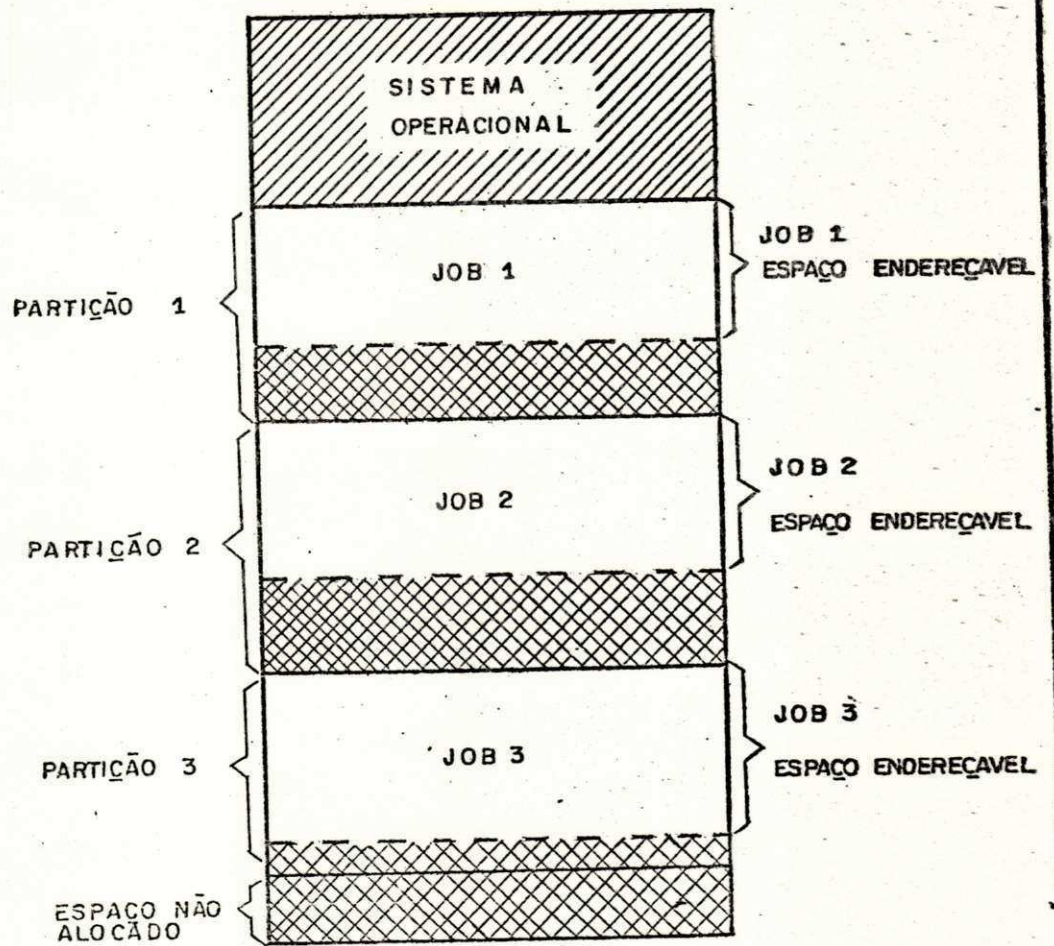 SISTEMA
OPERACIONAL
PARTIÇÃO 1
JOB 1
JOB 1
ESPAÇO ENDEREÇAVEL
PARTIÇÃO 2
JOB 2
JOB 2
ESPAÇO ENDEREÇAVEL
PARTIÇÃO 3
JOB 3
JOB 3
ESPAÇO ENDEREÇAVEL
ESPAÇO NÃO
ALOCADO